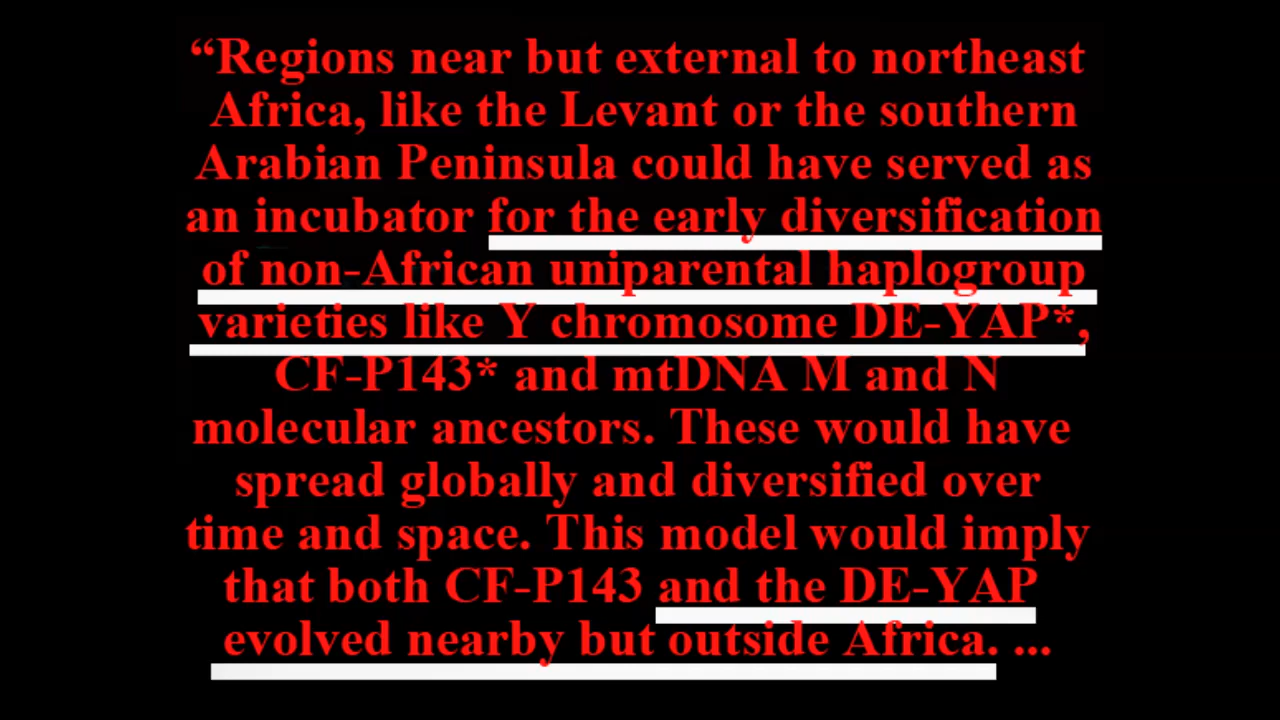 “Regions near but external to northeast
Africa, like the Levant or the southern
Arabian Peninsula could have served as
an incubator for the early diversification
of non-African uniparental haplogroup
varieties like Y chromosome DE-YAP*,
CF-P143* and mtDNA M and N
molecular ancestors. These would have
spread globally and diversified over
time and space. This model would imply
that both CF-P143 and the DE-YAP
evolved nearby but outside Africa. ...